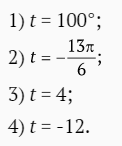 1) t = 100°;
2) t = −13π/6;
3) t = 4;
4) t = -12.